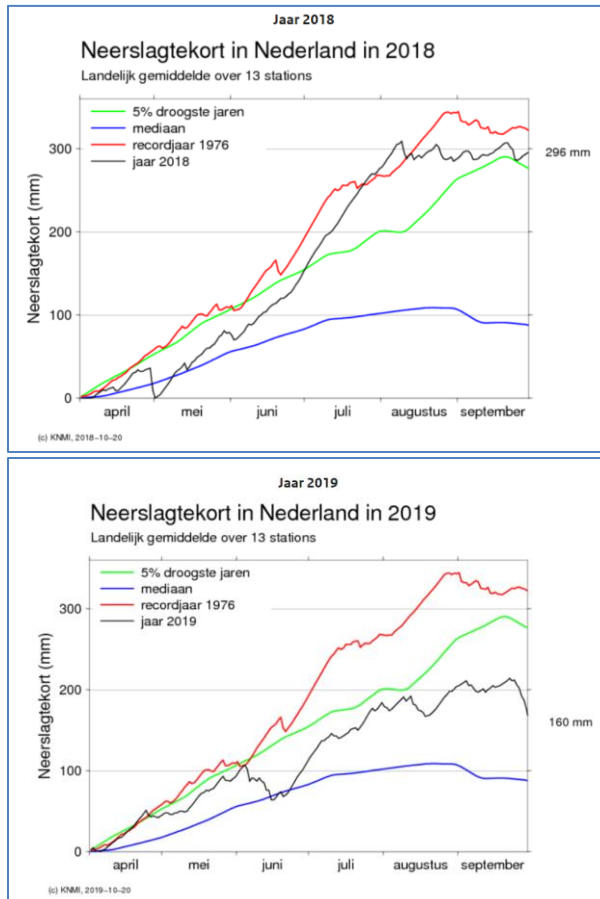 Jaar 2018
Neerslagtekort in Nederland in 2018
Landelijk gemiddelde over 13 stations
5% droogste jaren
mediaan
recordjaar 1976
jaar 2018
Neerslagtekort (mm)
300
200
100
0
296 mm
april mei juni juli augustus september
(c) KNMI, 2018-10-20
Jaar 2019
Neerslagtekort in Nederland in 2019
Landelijk gemiddelde over 13 stations
5% droogste jaren
mediaan
recordjaar 1976
jaar 2019
Neerslagtekort (mm)
300
200
100
0
160 mm
april mei juni juli augustus september
(c) KNMI, 2019-10-20